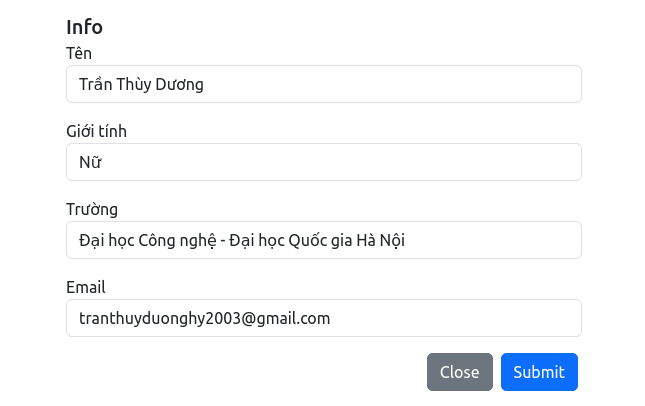 Info
Tên
Trần Thùy Dương
Giới tính
Nữ
Trường
Đại học Công nghệ - Đại học Quốc gia Hà Nội
Email
tranthuyduonghy2003@gmail.com
Close Submit